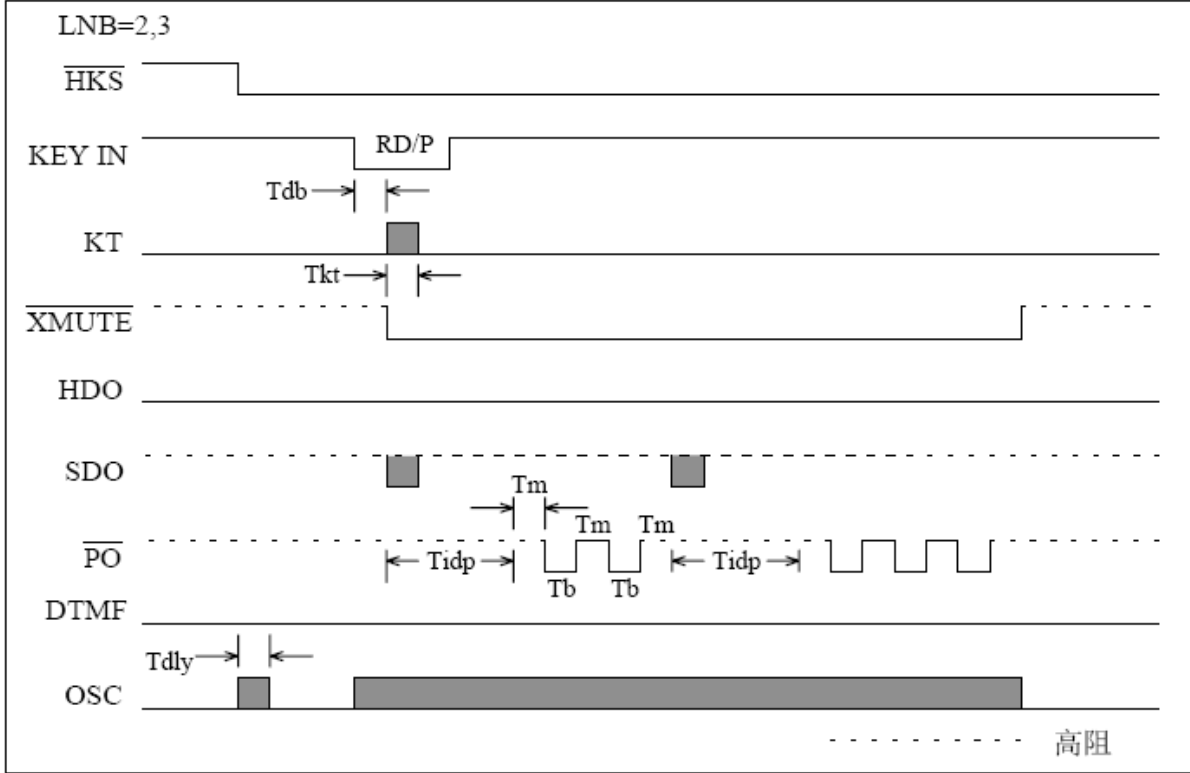 LNB=2,3
HKS
KEY IN
RD/P
Tdb
KT
Tkt
XMUTE
HDO
SDO
Tm
Tm
Tm
PO
Tidp
Tidp
Tb
Tb
DTMF
Tdly
OSC
高阻